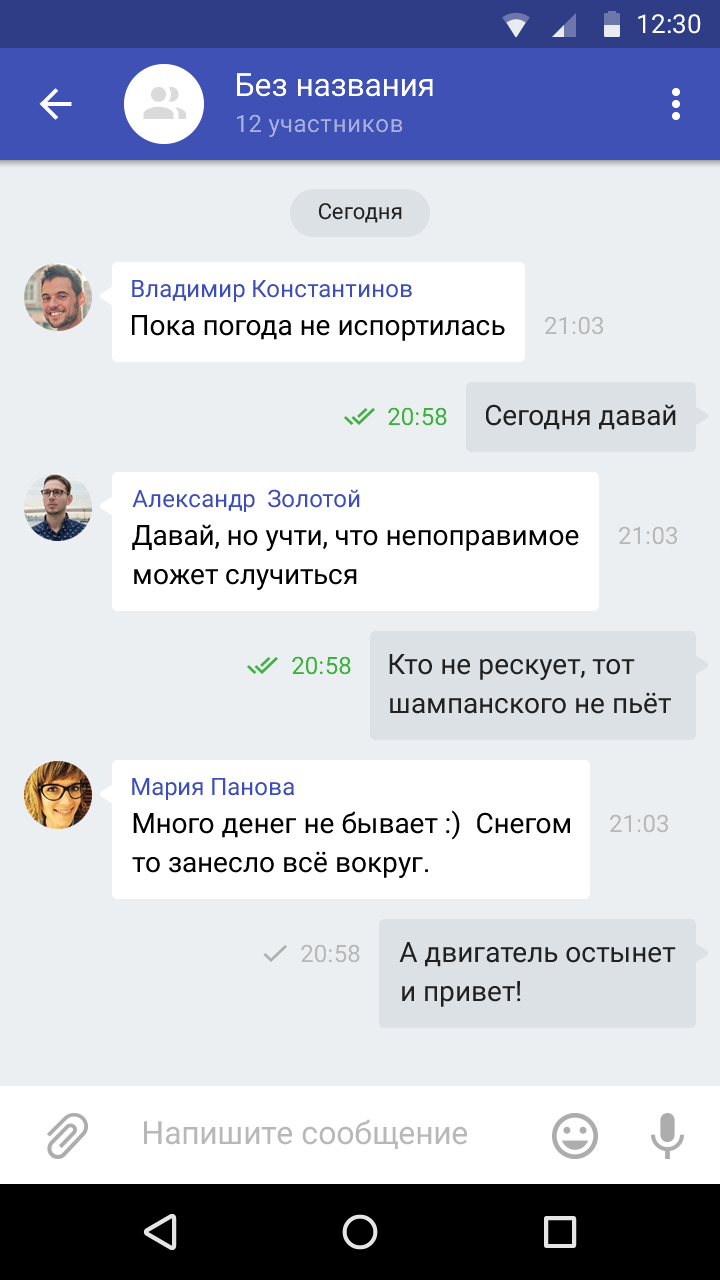 12:30
Без названия
12 участников
Сегодня
Владимир Константинов
Пока погода не испортилась
21:03
20:58
Сегодня давай
Александр  Золотой
Давай, но учти, что непоправимое
может случиться
21:03
20:58
Кто не рескует, тот
шампанского не пьёт
Мария Панова
Много денег не бывает :)  Снегом
то занесло всё вокруг.
21:03
20:58
А двигатель остынет
и привет!
Напишите сообщение